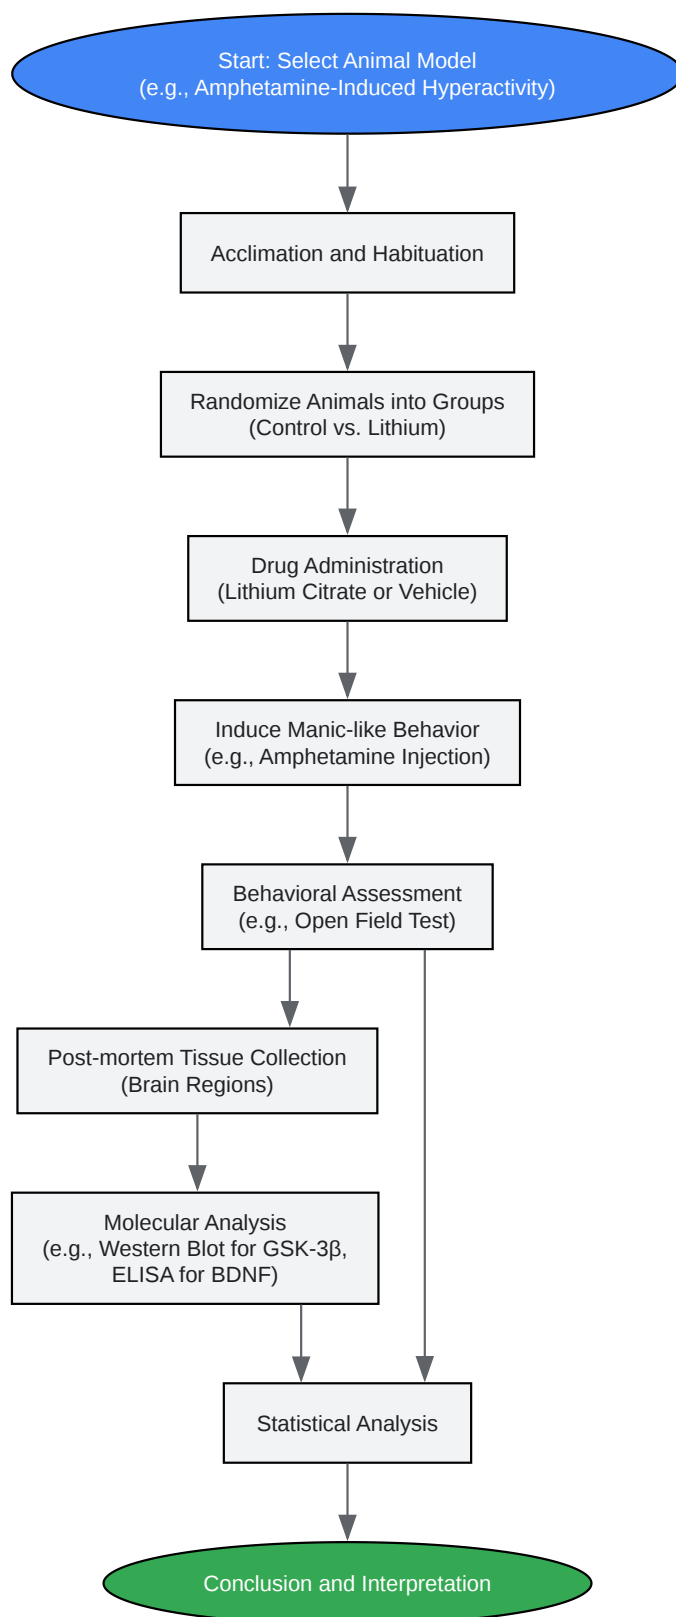 Start: Select Animal Model
(e.g., Amphetamine-Induced Hyperactivity)
Acclimation and Habituation
Randomize Animals into Groups
(Control vs. Lithium)
Drug Administration
(Lithium Citrate or Vehicle)
Induce Manic-like Behavior
(e.g., Amphetamine Injection)
Behavioral Assessment
(e.g., Open Field Test)
Post-mortem Tissue Collection
(Brain Regions)
Molecular Analysis
(e.g., Western Blot for GSK-3β,
ELISA for BDNF)
Statistical Analysis
Conclusion and Interpretation